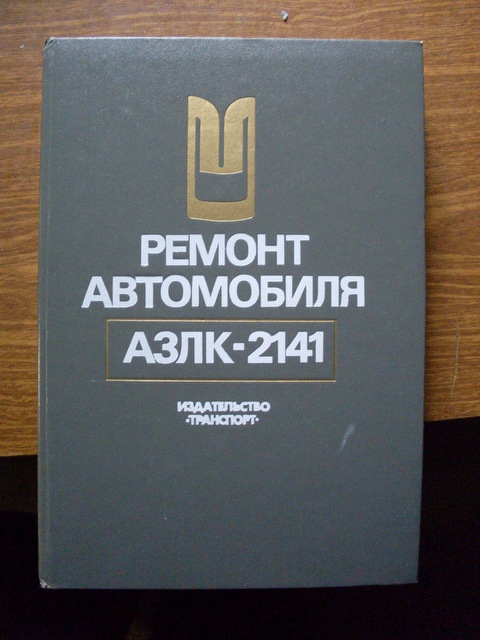 РЕМОНТ
АВТОМОБИЛЯ
АЗЛК-2141
ИЗДАТЕЛЬСТВО
·ТРАНСПОРТ·